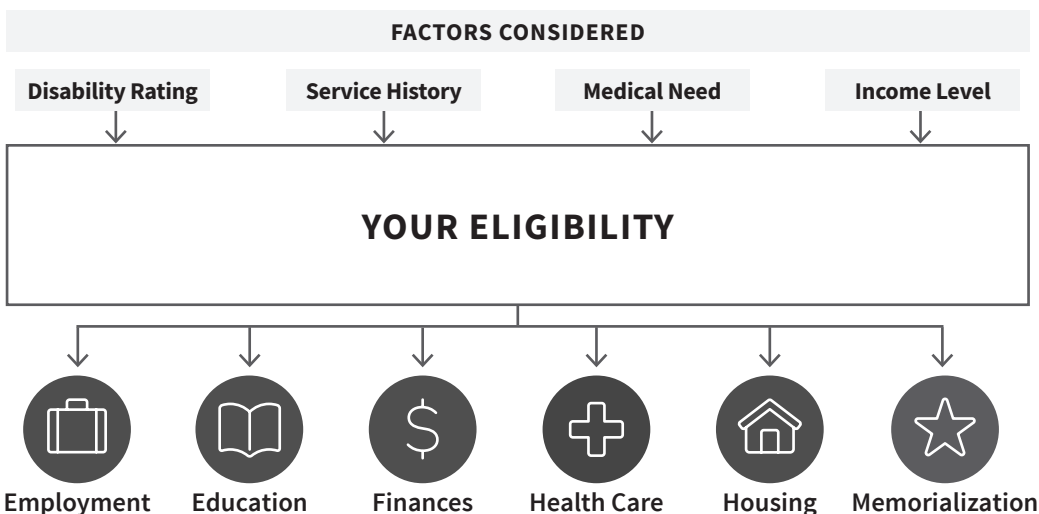 FACTORS CONSIDERED
Disability Rating
Service History
Medical Need
Income Level
YOUR ELIGIBILITY
$
Employment
Education
Finances
Health Care
Housing
Memorialization